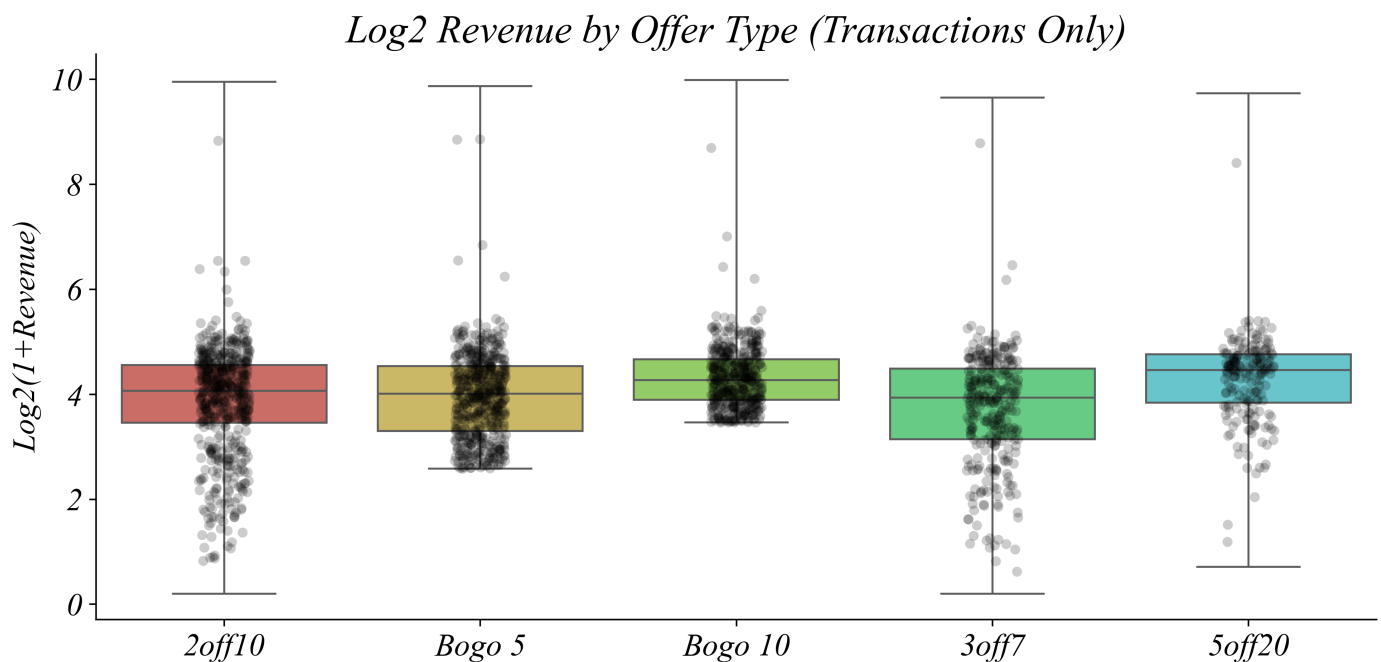 Log2 Revenue by Offer Type (Transactions Only)
Log2(1+Revenue)
10
8
6
4
2
0
2off10
Bogo 5
Bogo 10
3off7
5off20